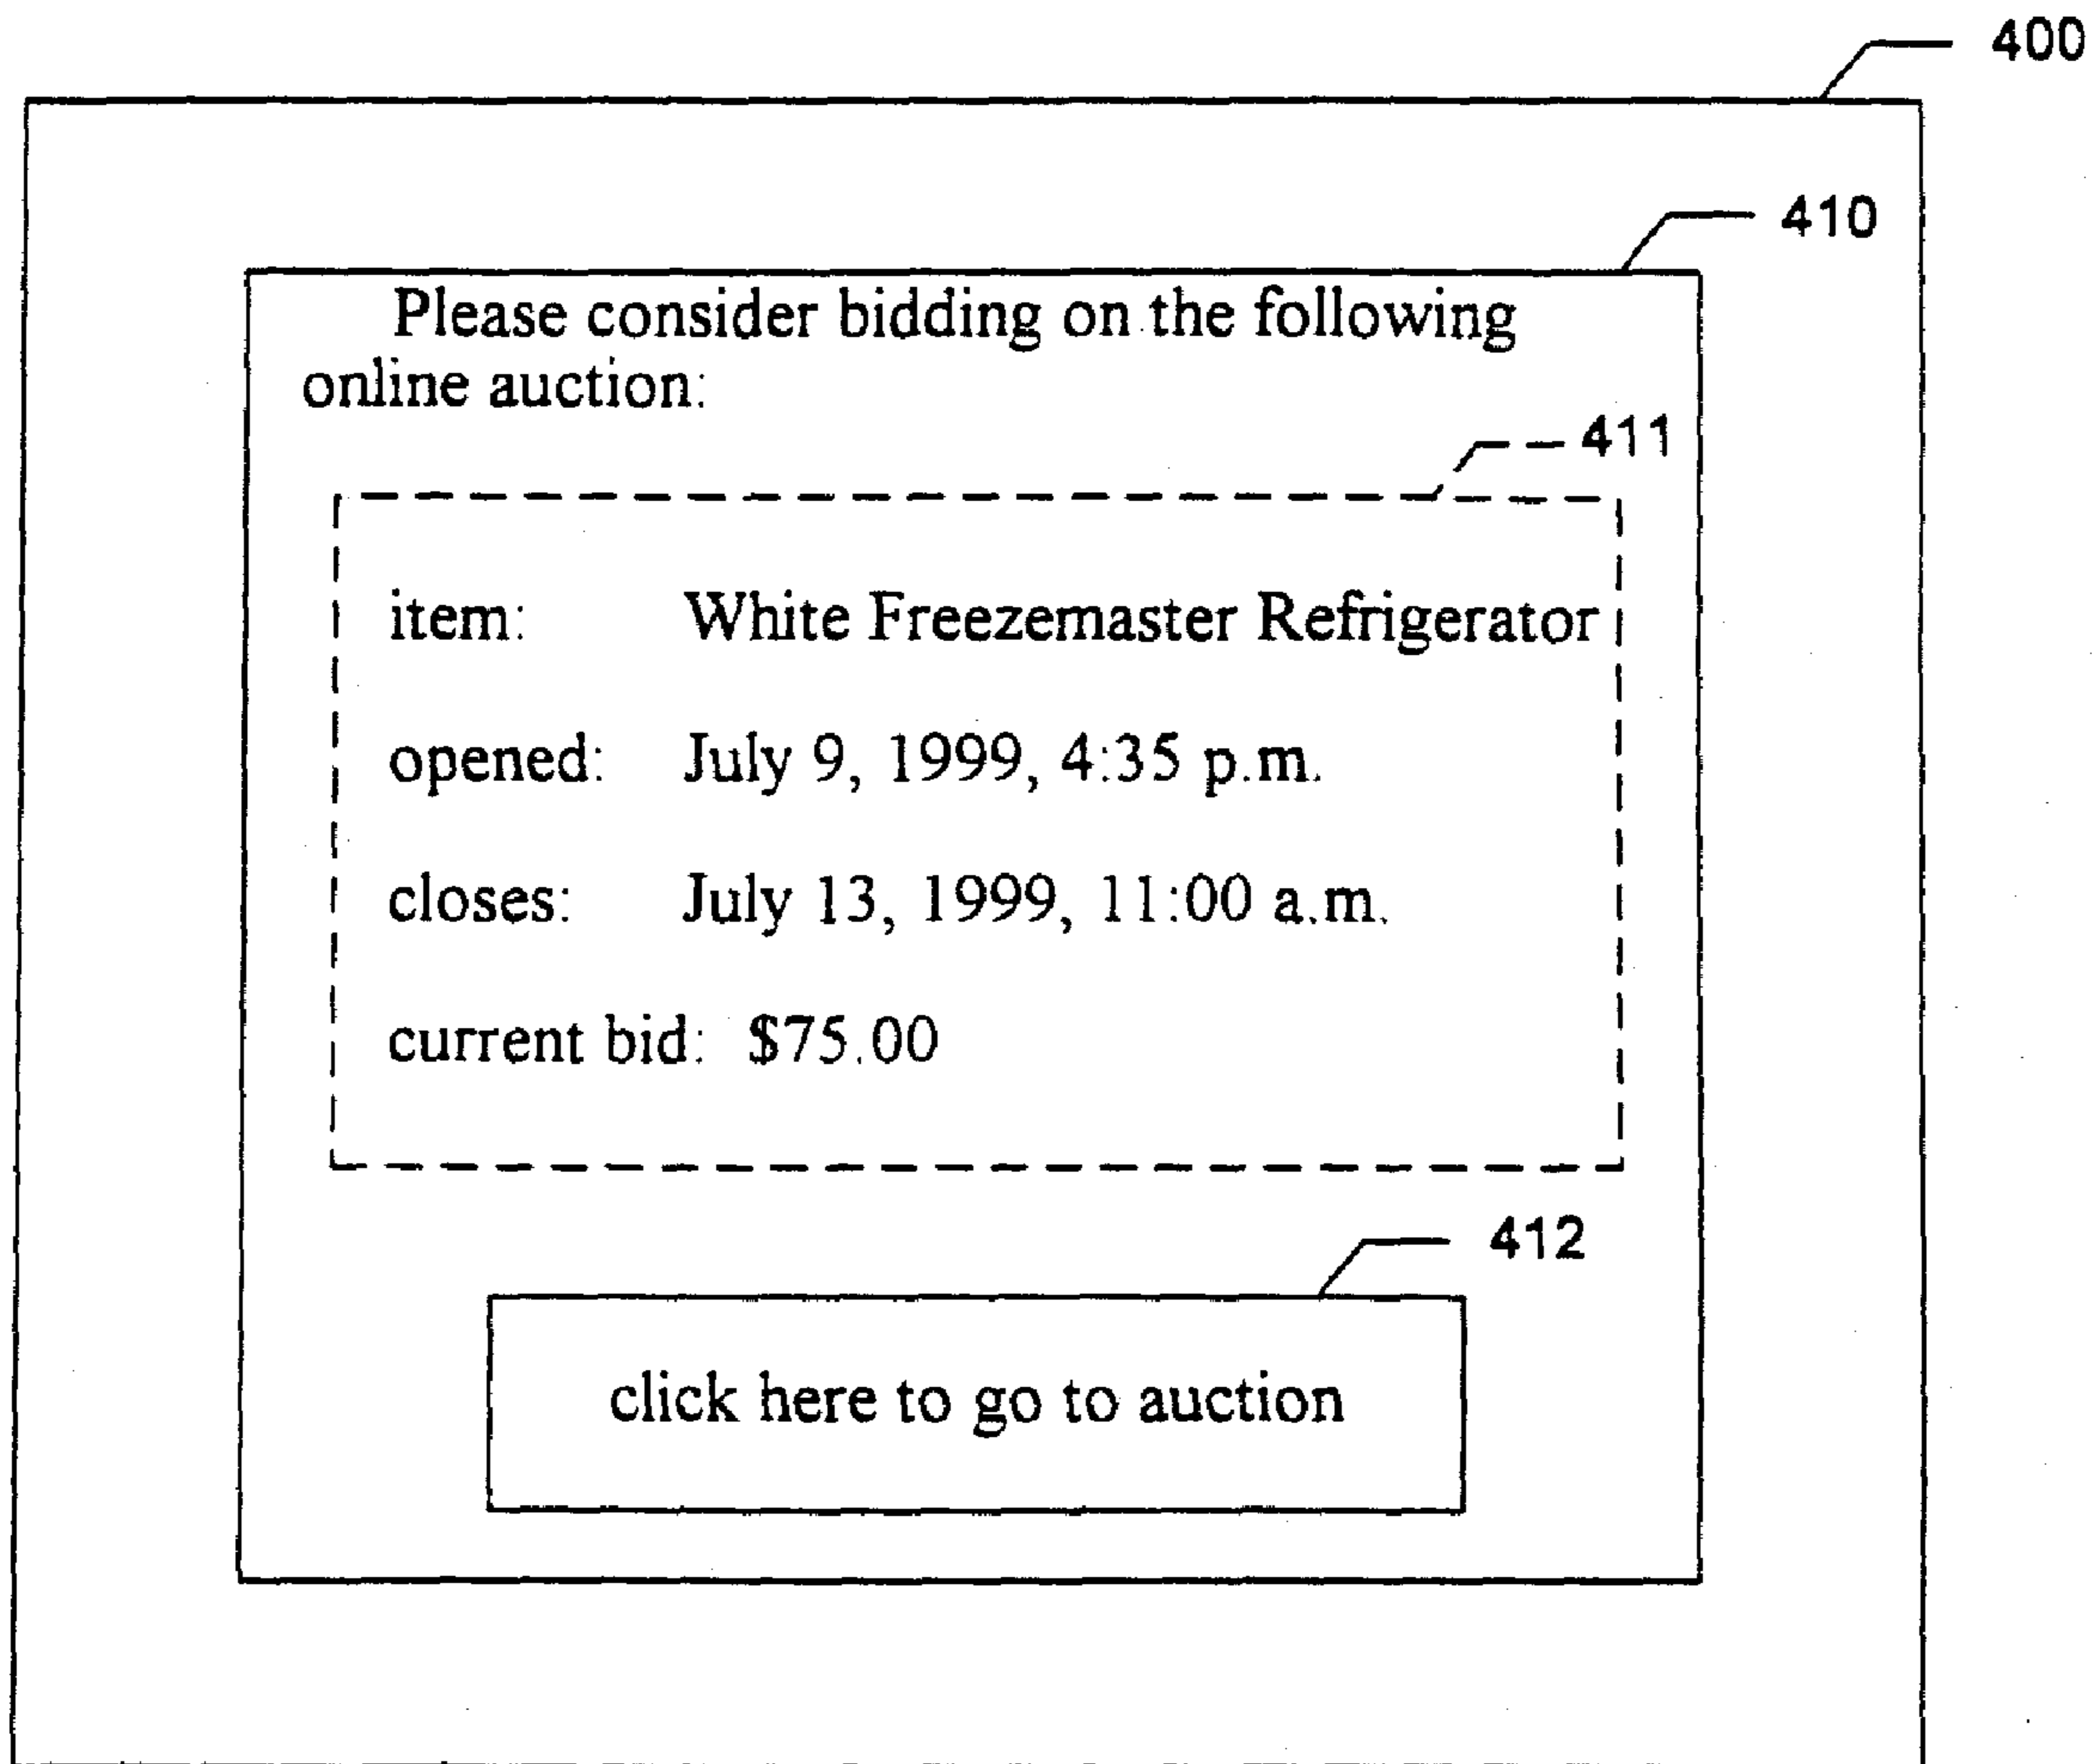 400
410
Please consider bidding on the following
online auction:
411
item: White Freezemaster Refrigerator
opened: July 9, 1999, 4:35 p.m.
closes: July 13, 1999, 11:00 a.m.
current bid: $75.00
412
click here to go to auction